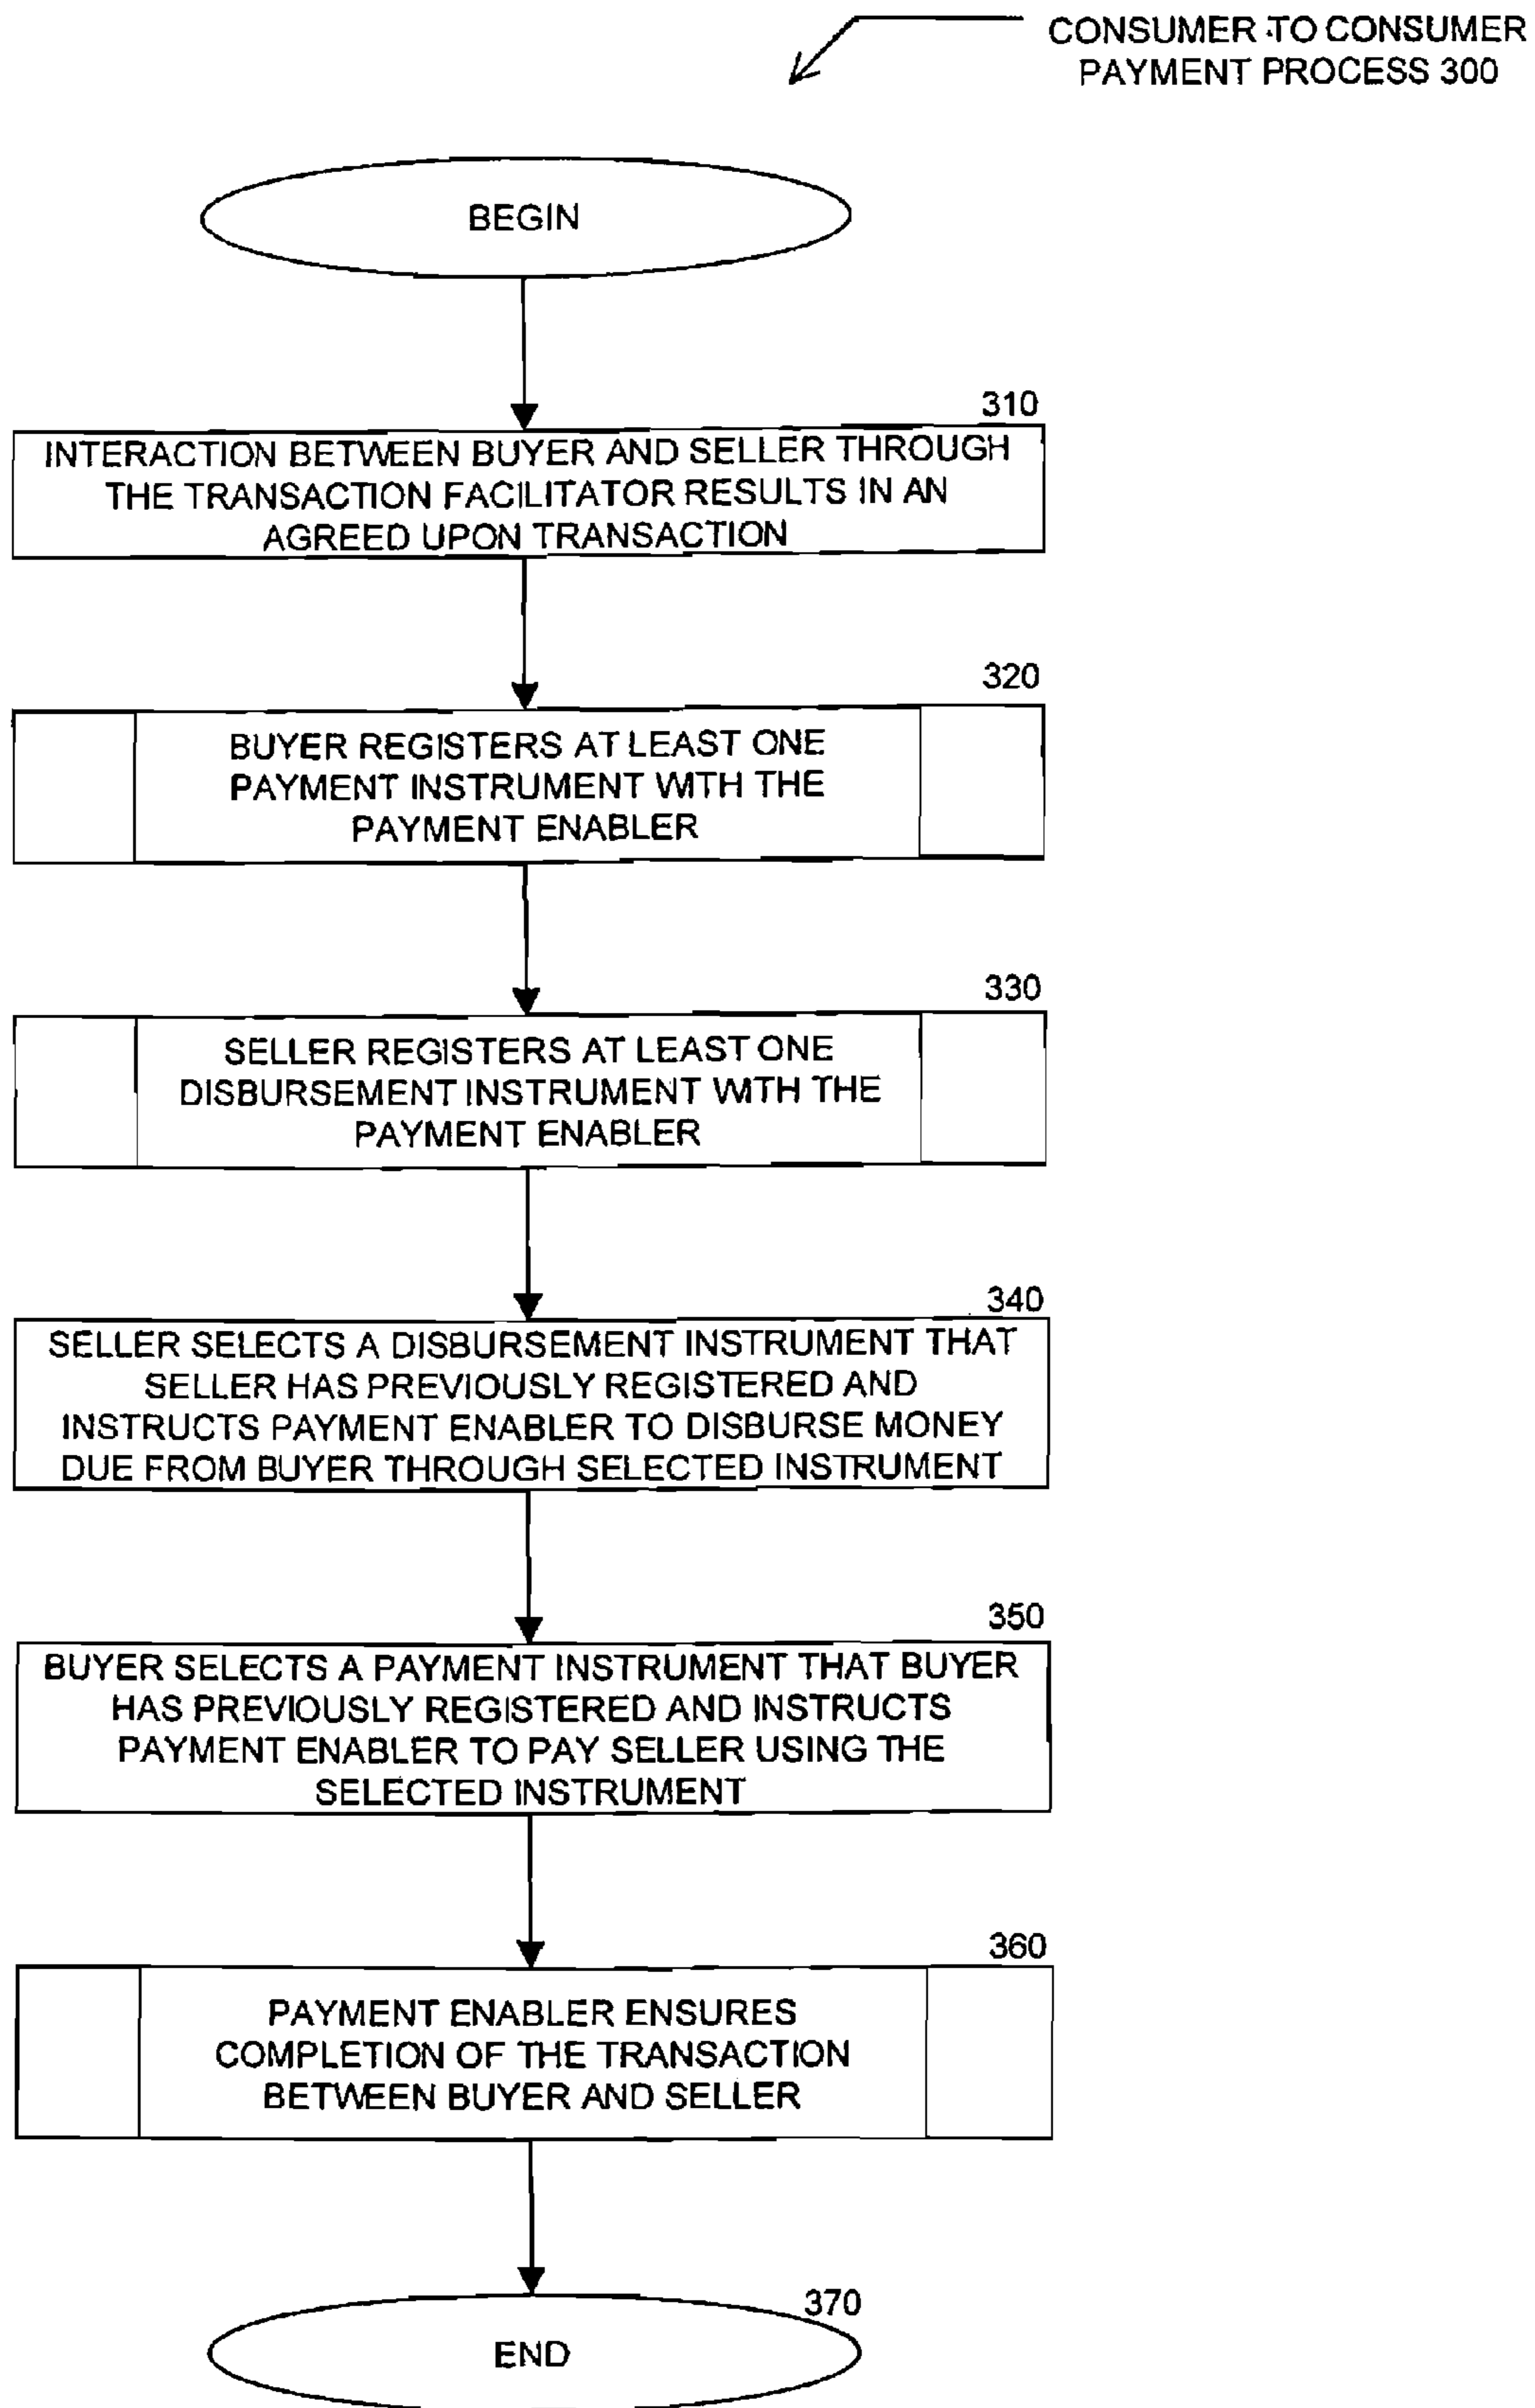 CONSUMER TO CONSUMER
PAYMENT PROCESS 300
BEGIN
310
INTERACTION BETWEEN BUYER AND SELLER THROUGH
THE TRANSACTION FACILITATOR RESULTS IN AN
AGREED UPON TRANSACTION
320
BUYER REGISTERS AT LEAST ONE
PAYMENT INSTRUMENT WITH THE
PAYMENT ENABLER
330
SELLER REGISTERS AT LEAST ONE
DISBURSEMENT INSTRUMENT WITH THE
PAYMENT ENABLER
340
SELLER SELECTS A DISBURSEMENT INSTRUMENT THAT
SELLER HAS PREVIOUSLY REGISTERED AND
INSTRUCTS PAYMENT ENABLER TO DISBURSE MONEY
DUE FROM BUYER THROUGH SELECTED INSTRUMENT
350
BUYER SELECTS A PAYMENT INSTRUMENT THAT BUYER
HAS PREVIOUSLY REGISTERED AND INSTRUCTS
PAYMENT ENABLER TO PAY SELLER USING THE
SELECTED INSTRUMENT
360
PAYMENT ENABLER ENSURES
COMPLETION OF THE TRANSACTION
BETWEEN BUYER AND SELLER
370
END